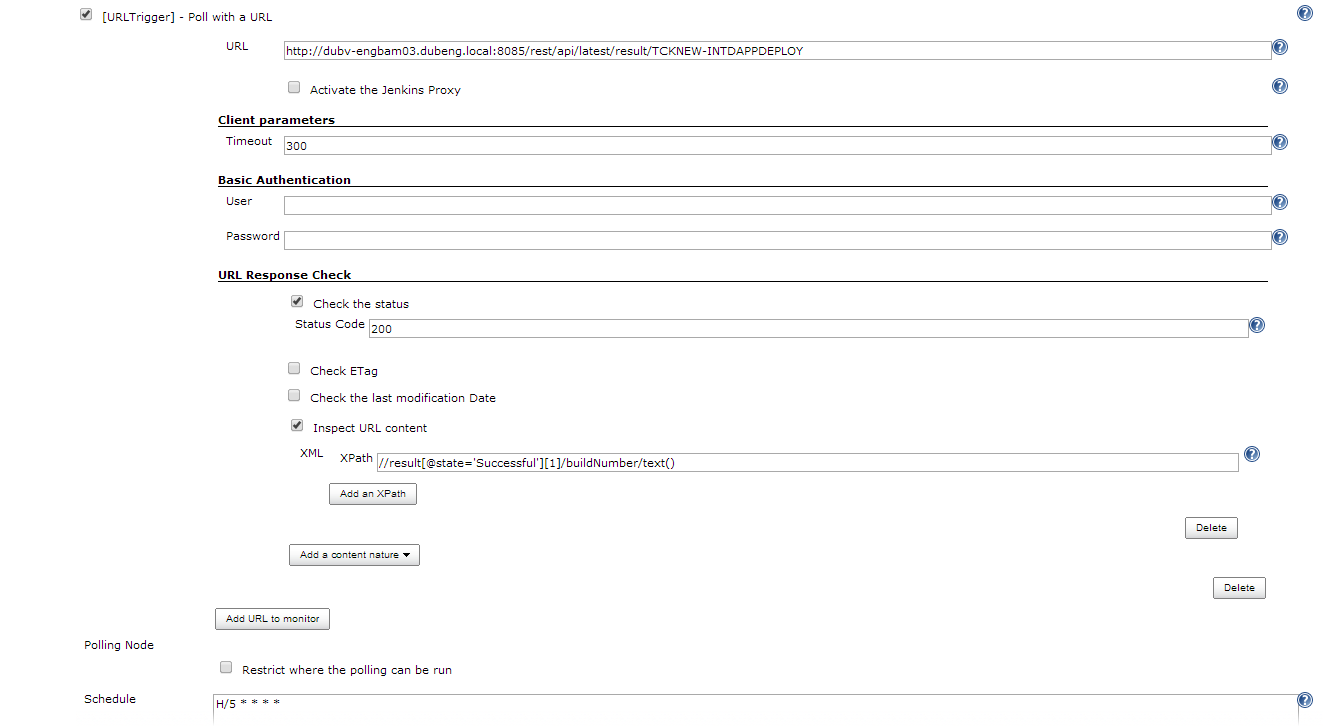 [URLTrigger] - Poll with a URL
URL http://dubv-engbam03.dubeng.local:8085/rest/api/latest/result/TCKNEW-INTDAPPDEPLOY
Activate the Jenkins Proxy
Client parameters
Timeout 300
Basic Authentication
User
Password
URL Response Check
Check the status
Status Code 200
Check ETag
Check the last modification Date
Inspect URL content
XML XPath //result[@state='Successful'][1]/buildNumber/text()
Add an XPath
Delete
Add a content nature
Delete
Add URL to monitor
Polling Node
Restrict where the polling can be run
Schedule H/5 * * * *